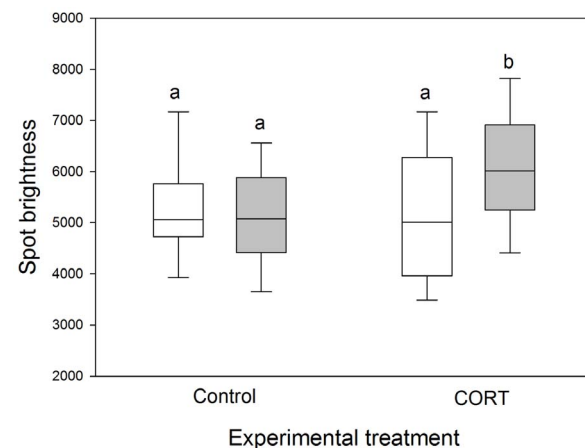 9000
8000
b
a
a
7000
a
6000
5000
4000
3000
2000
Spot brightness
Control
CORT
Experimental treatment